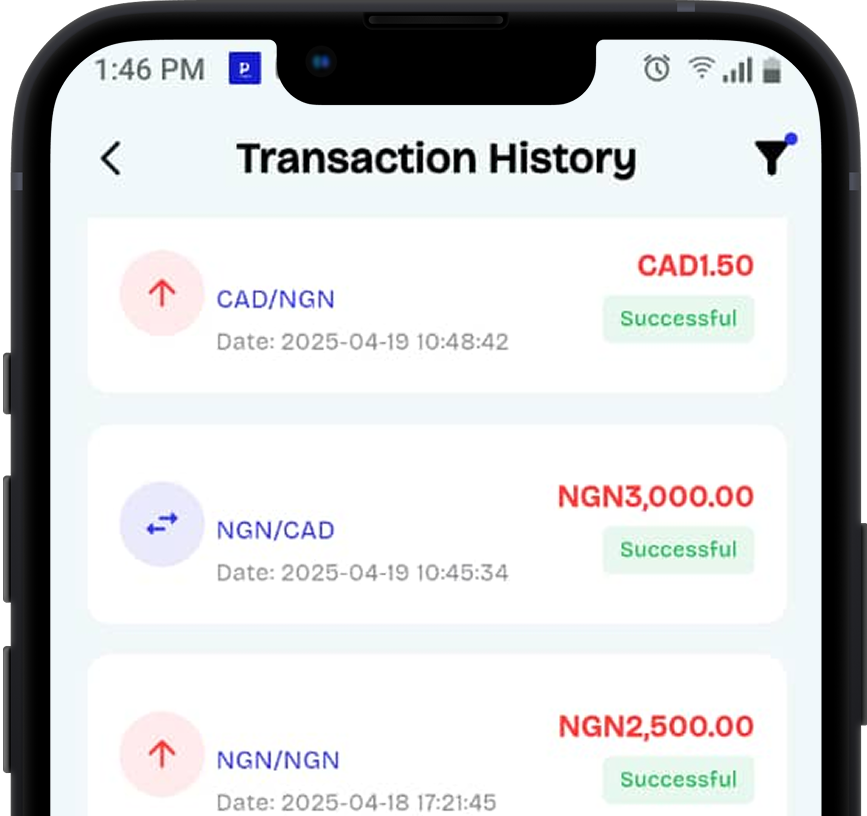 1:46 PM P
Transaction History
CAD1.50
CAD/NGN
Successful
Date: 2025-04-19 10:48:42
NGN3,000.00
NGN/CAD
Successful
Date: 2025-04-19 10:45:34
NGN2,500.00
NGN/NGN
Successful
Date: 2025-04-18 17:21:45